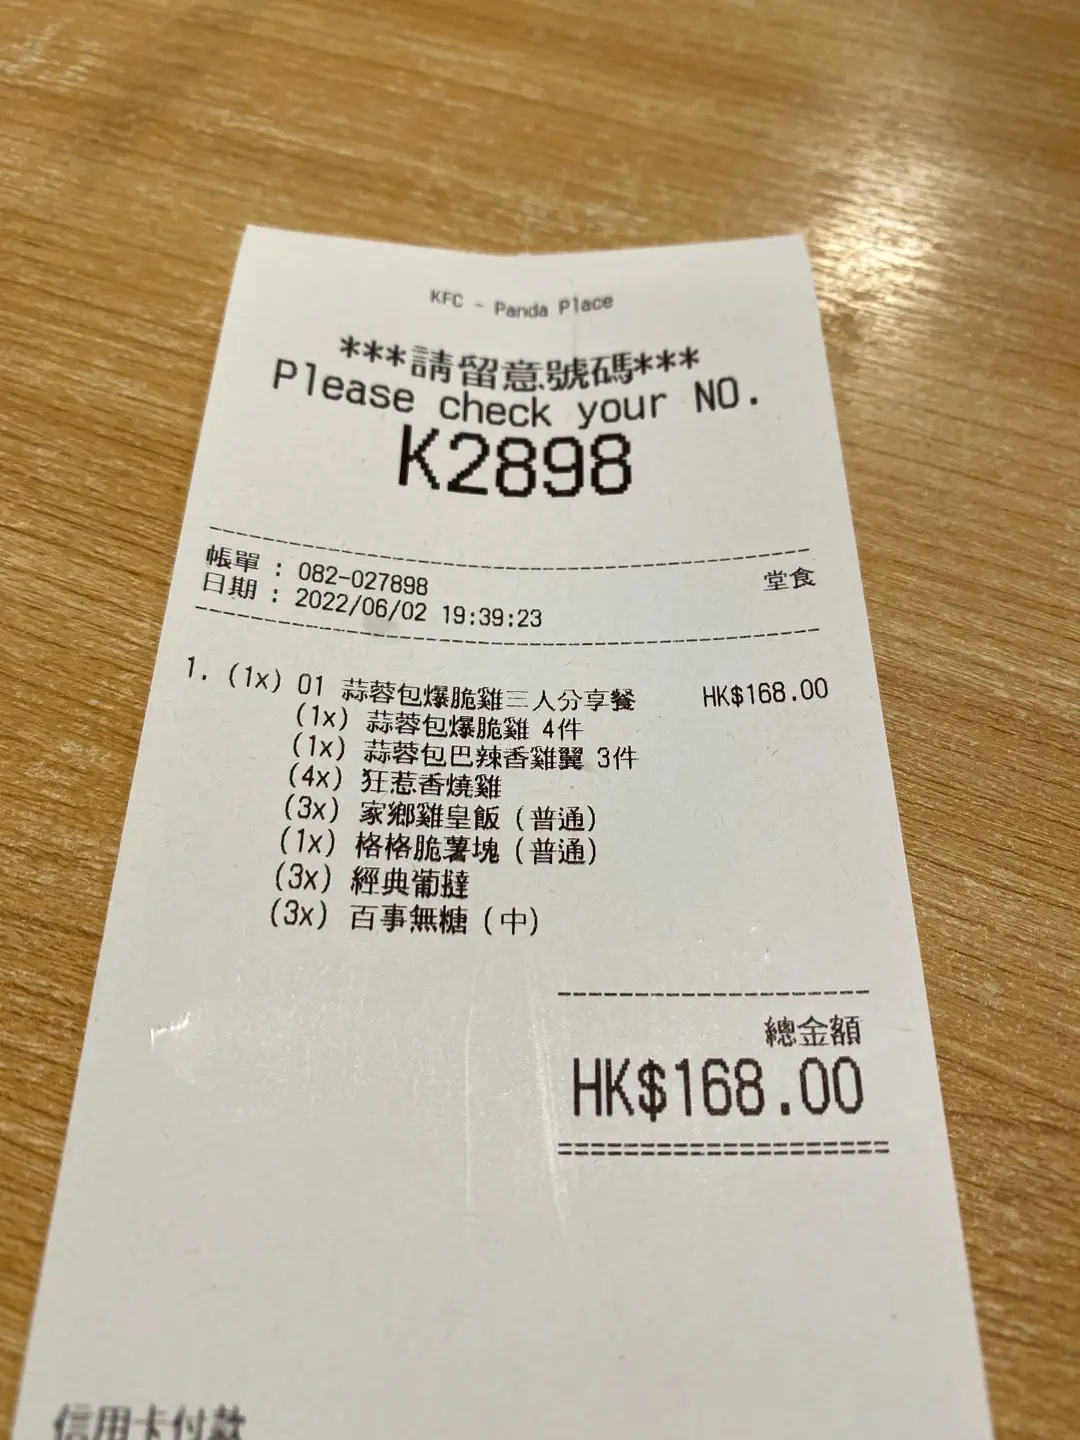 KFC - Panda Place
***請留意號碼***
Please check your NO.
K2898
帳單 : 082-027898 堂食
日期 : 2022/06/02 19:39:23
1. (1x) 01 蒜蓉包爆脆雞三人分享餐 HK$168.00
(1x) 蒜蓉包爆脆雞 4件
(1x) 蒜蓉包巴辣香雞翼 3件
(4x) 狂惹香燒雞
(3x) 家鄉雞皇飯 (普通)
(1x) 格格脆薯塊 (普通)
(3x) 經典葡撻
(3x) 百事無糖 (中)
總金額
HK$168.00
信用卡付款